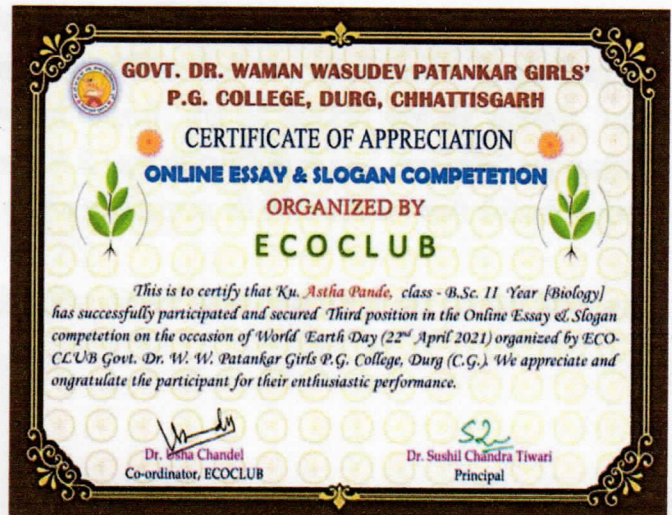 GOVT. DR. WAMAN WASUDEV PATANKAR GIRLS'
P.G. COLLEGE, DURG, CHHATTISGARH
CERTIFICATE OF APPRECIATION
ONLINE ESSAY & SLOGAN COMPETETION
ORGANIZED BY
ECOCLUB
This is to certify that Ku. Astha Pande, class - B.Sc. II Year [Biology]
has successfully participated and secured Third position in the Online Essay & Slogan
competetion on the occasion of World Earth Day (22nd April 2021) organized by ECO-
CLUB Govt. Dr. W. W. Patankar Girls P.G. College, Durg (C.G.). We appreciate and
ongratulate the participant for their enthusiastic performance.
Dr. Usha Chandel
Co-ordinator, ECOCLUB
Dr. Sushil Chandra Tiwari
Principal